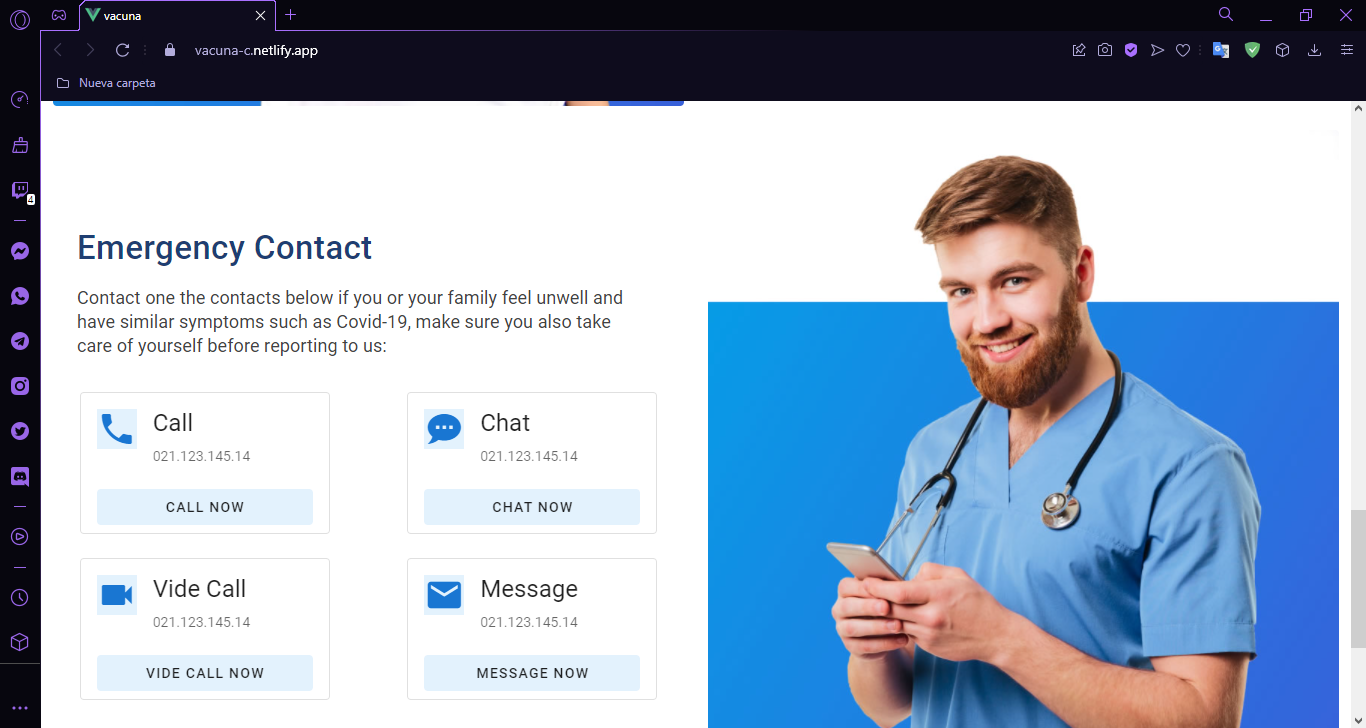 vacuna
vacuna-c.netlify.app
Nueva carpeta
4
Emergency Contact
Contact one the contacts below if you or your family feel unwell and
have similar symptoms such as Covid-19, make sure you also take
care of yourself before reporting to us:
Call
021.123.145.14
CALL NOW
Chat
021.123.145.14
CHAT NOW
Vide Call
021.123.145.14
VIDE CALL NOW
Message
021.123.145.14
MESSAGE NOW